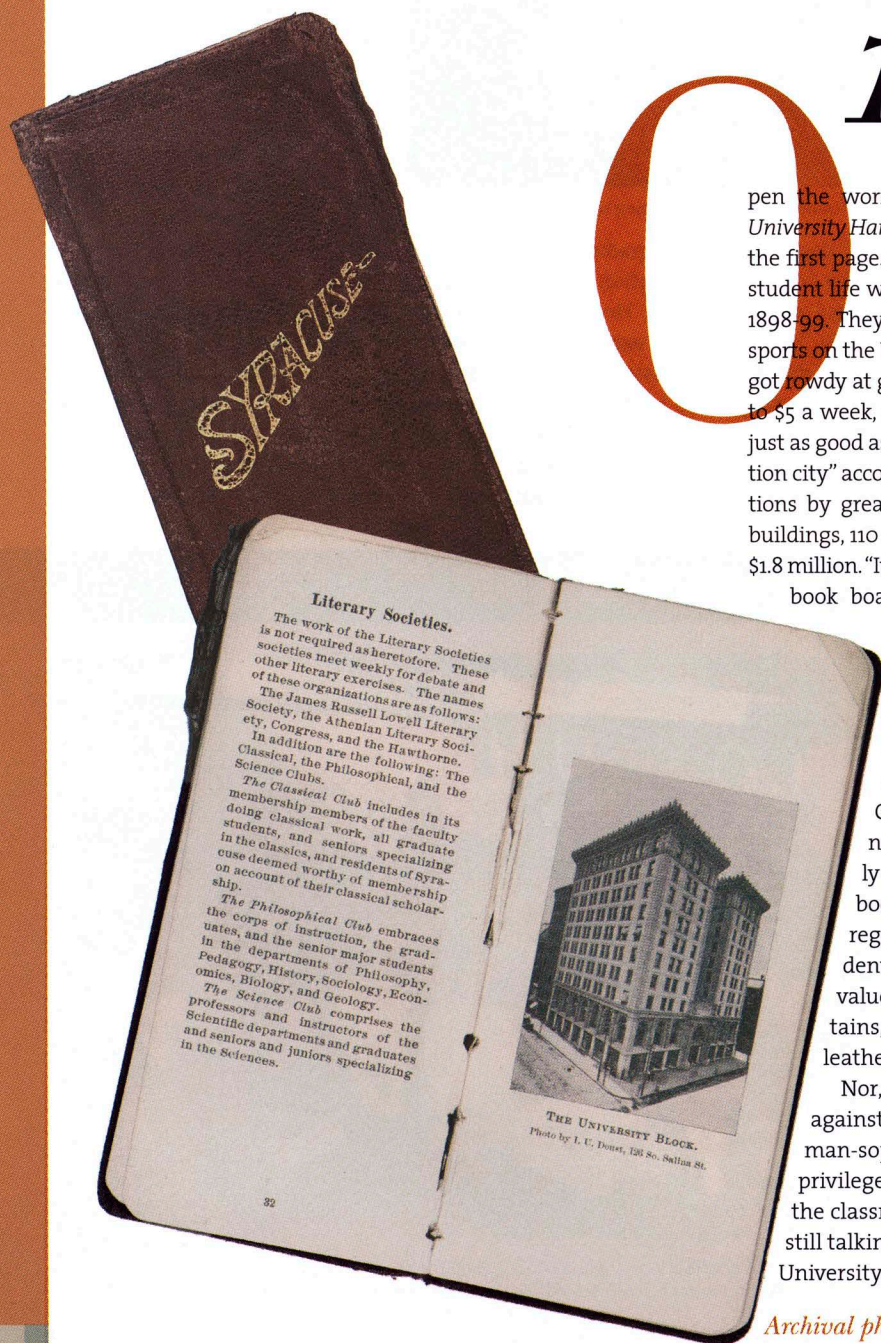 SYRACUSE
Literary Societies.
The work of the Literary Societies
is not required as heretofore. These
societies meet weekly for debate and
other literary exercises. The names
of these organizations are as follows:
The James Russell Lowell Literary
Society, the Athenian Literary Soci-
ety, Congress, and the Hawthorne.
In addition are the following: The
Classical, the Philosophical, and the
Science Clubs.
The Classical Club includes in its
membership members of the faculty
doing classical work, all graduate
students, and seniors specializing
in the classics, and residents of Syra-
cuse deemed worthy of membership
on account of their classical scholar-
ship.
The Philosophical Club embraces
the corps of instruction, the grad-
uates, and the senior major students
in the departments of Philosophy,
Pedagogy, History, Sociology, Econ-
omics, Biology, and Geology.
The Science Club comprises the
professors and instructors of the
Scientific departments and graduates
and seniors and juniors specializing
in the Sciences.
32
THE UNIVERSITY BLOCK.
Photo by I. U. Doust, 126 So. Salina St.
O
pen the wor
University Ha
the first page
student life w
1898-99. They
sports on the
got rowdy at g
to $5 a week,
just as good a
tion city" acco
tions by grea
buildings, 110
$1.8 million. "I
book boa
n
ly
bo
reg
den
value
tains,
leathe
Nor,
against
man-so
privilege
the class
still talkin
University
Archival ph